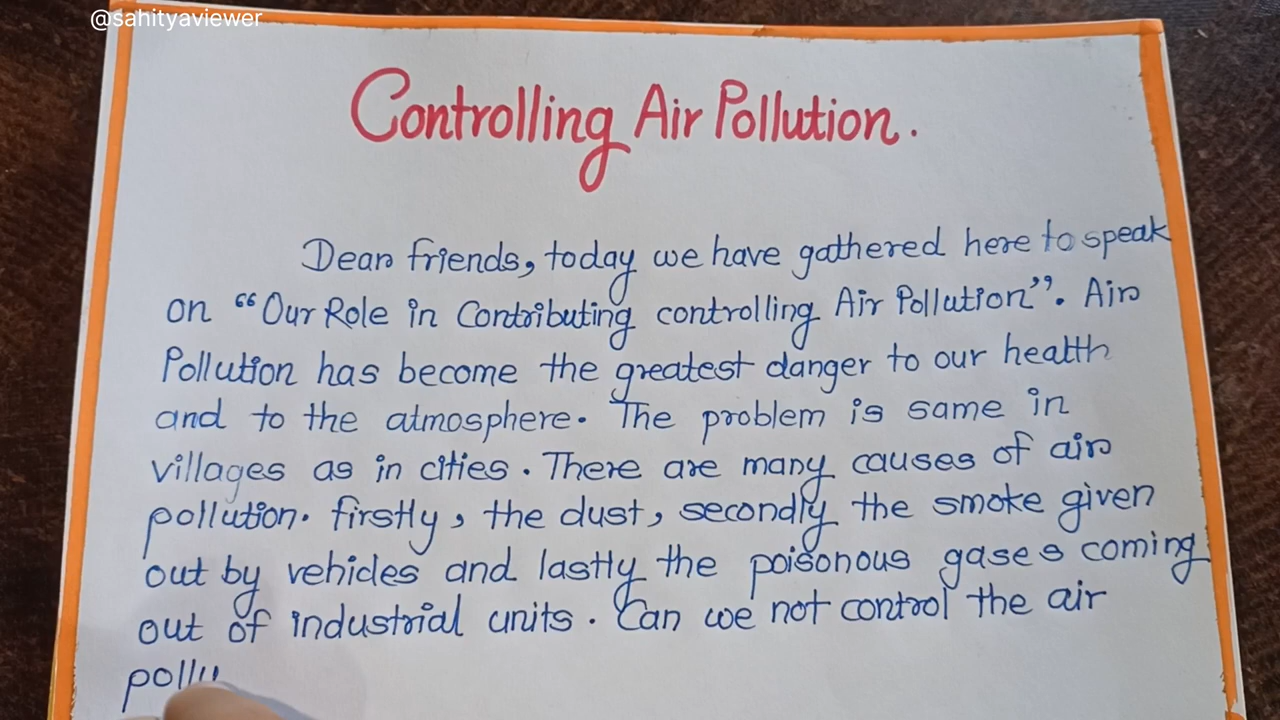 @sahityaviewer
Controlling Air Pollution.
Dear friends, today we have gathered here to speak
on “Our Role in Contributing controlling Air Pollution”. Air
Pollution has become the greatest danger to our health
and to the atmosphere. The problem is same in
villages as in cities. There are many causes of air
pollution. firstly, the dust, secondly the smoke given
out by vehicles and lastly the poisonous gases coming
out of industrial units. Can we not control the air
pollu